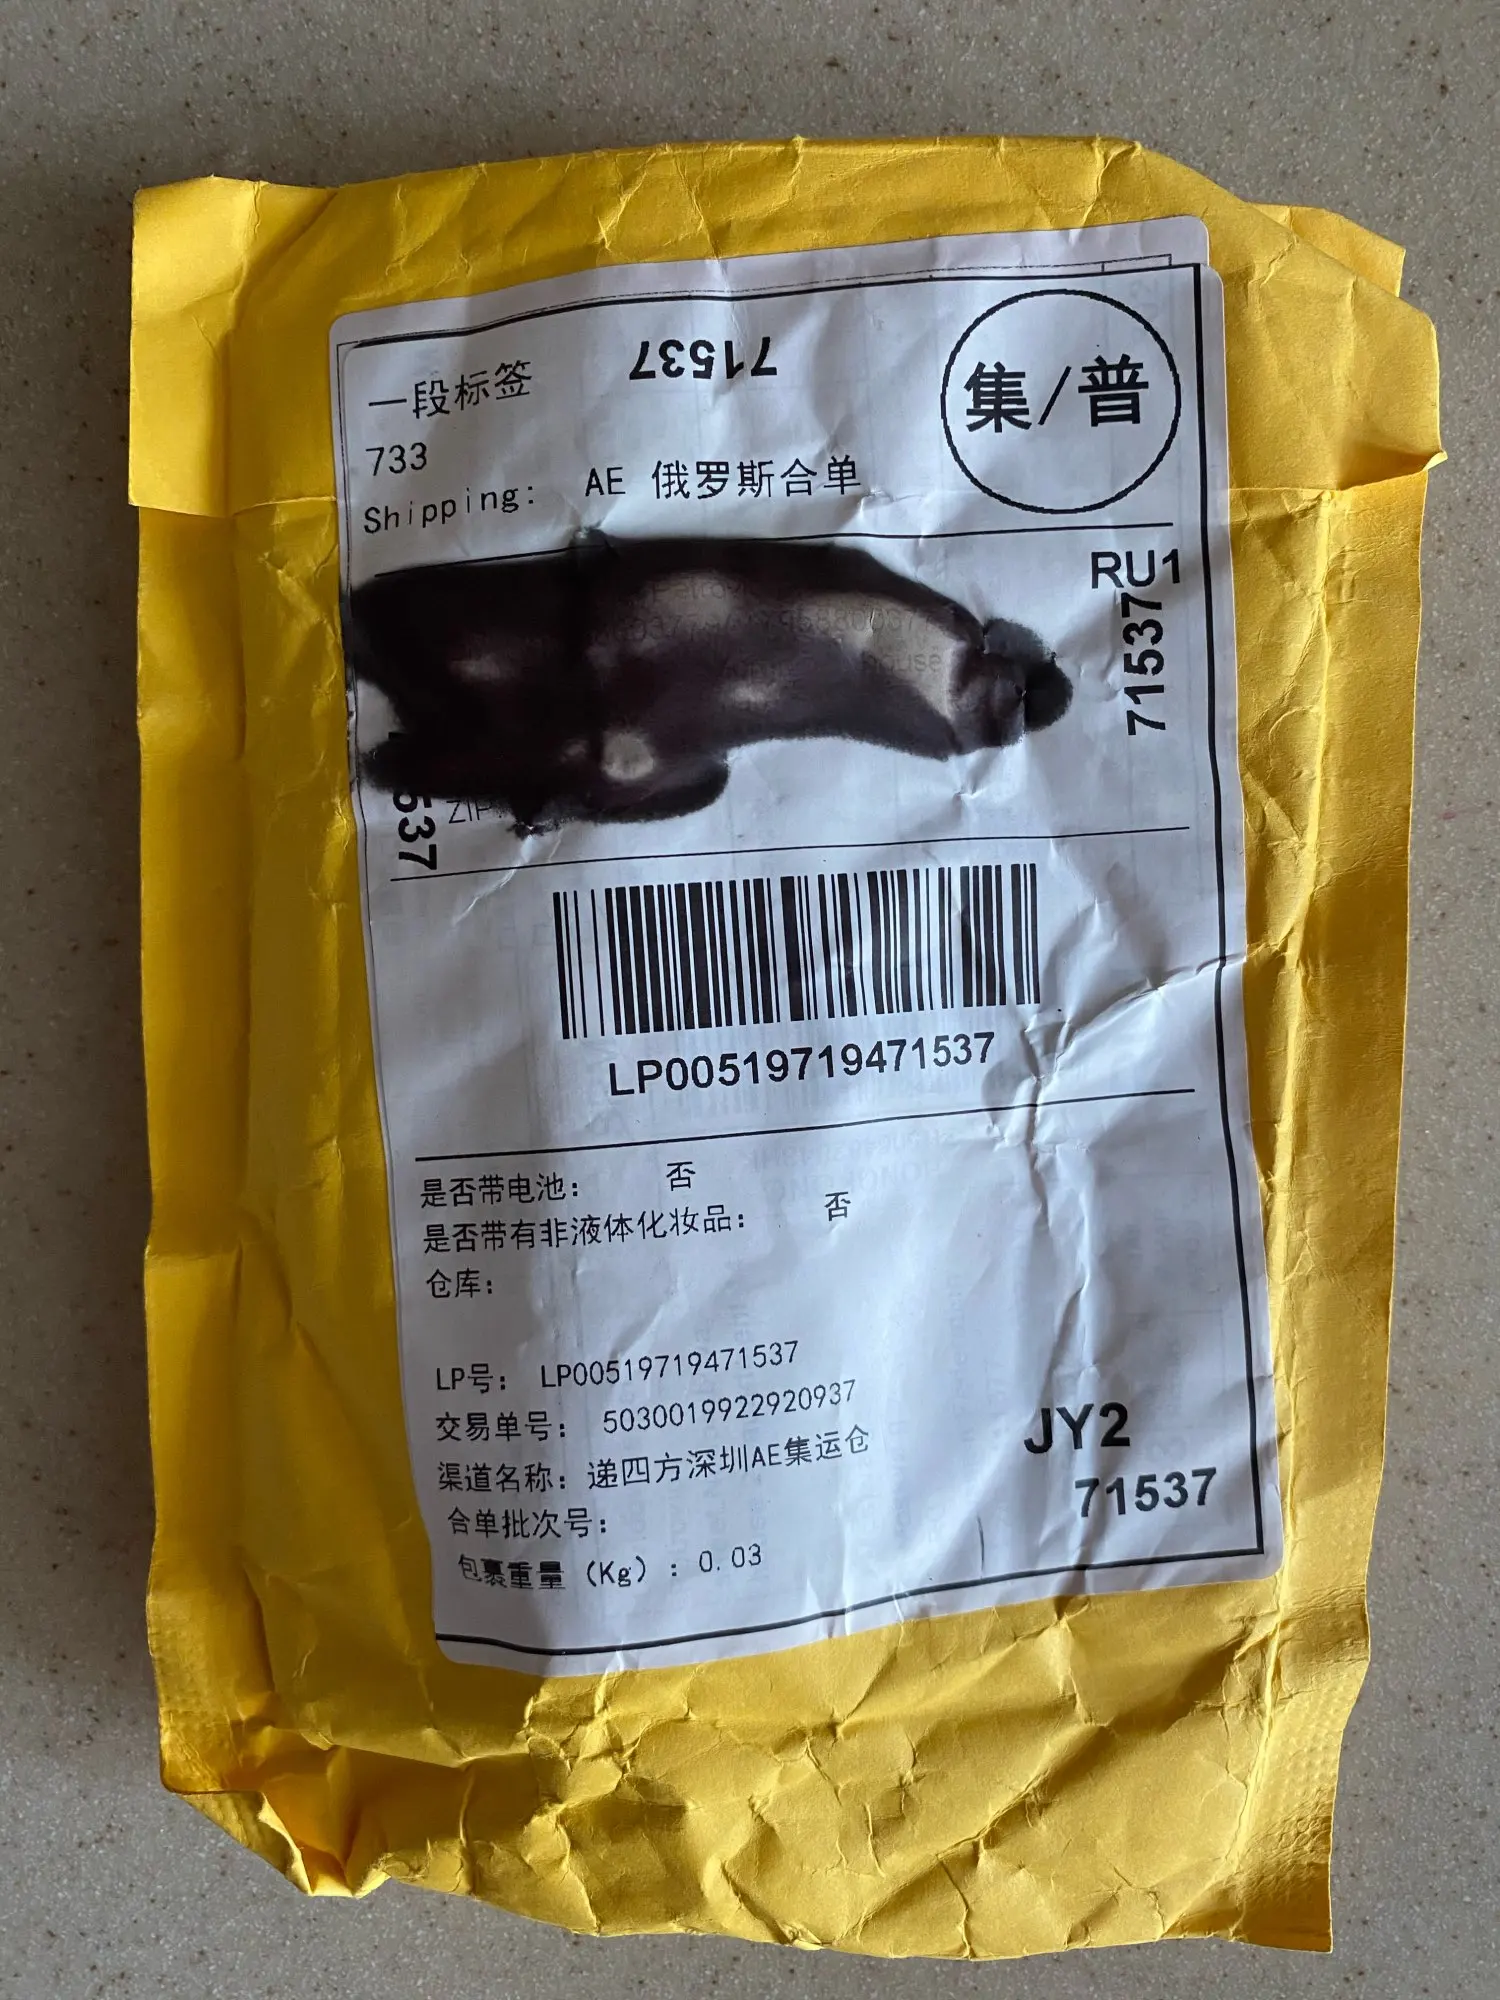 71537
集/普
一段标签
733
Shipping: AE 俄罗斯合单
RU1
71537
537
ZIP
LP00519719471537
是否带电池: 否
是否带有非液体化妆品: 否
仓库:
LP号: LP00519719471537
交易单号: 5030019922920937
渠道名称: 递四方深圳AE集运仓
JY2
71537
合单批次号:
包裹重量 (Kg) : 0.03